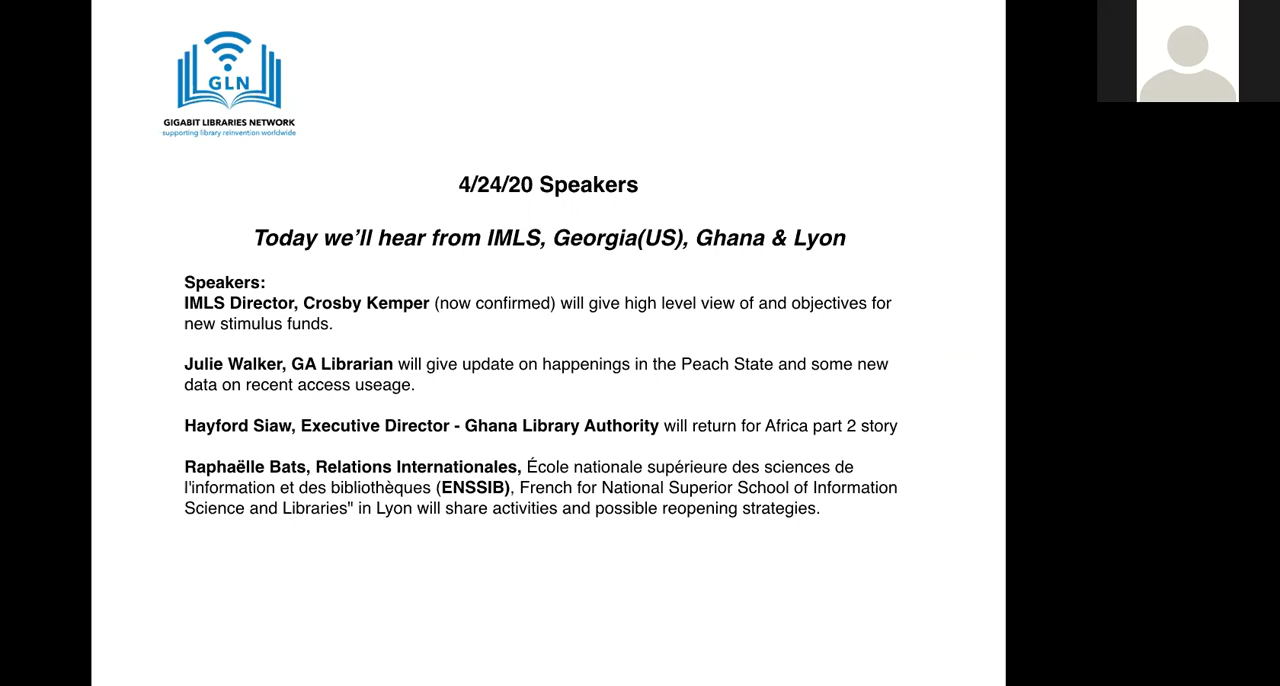 GLN
GIGABIT LIBRARIES NETWORK
supporting library reinvention worldwide
4/24/20 Speakers
Today we’ll hear from IMLS, Georgia(US), Ghana & Lyon
Speakers:
IMLS Director, Crosby Kemper (now confirmed) will give high level view of and objectives for
new stimulus funds.
Julie Walker, GA Librarian will give update on happenings in the Peach State and some new
data on recent access useage.
Hayford Siaw, Executive Director - Ghana Library Authority will return for Africa part 2 story
Raphaëlle Bats, Relations Internationales, École nationale supérieure des sciences de
l'information et des bibliothèques (ENSSIB), French for National Superior School of Information
Science and Libraries" in Lyon will share activities and possible reopening strategies.